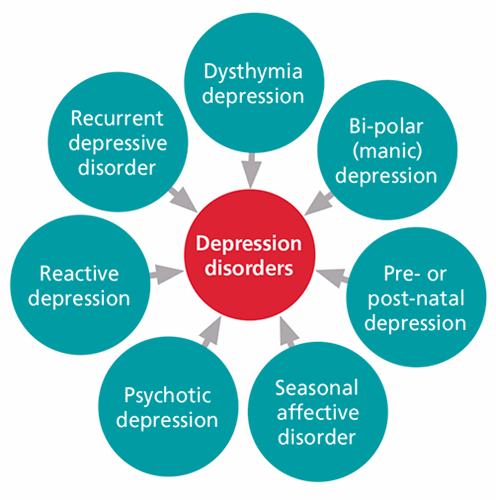 Dysthymia
depression
Bi-polar
(manic)
depression
Pre- or
post-natal
depression
Seasonal
affective
disorder
Psychotic
depression
Reactive
depression
Recurrent
depressive
disorder
Depression
disorders